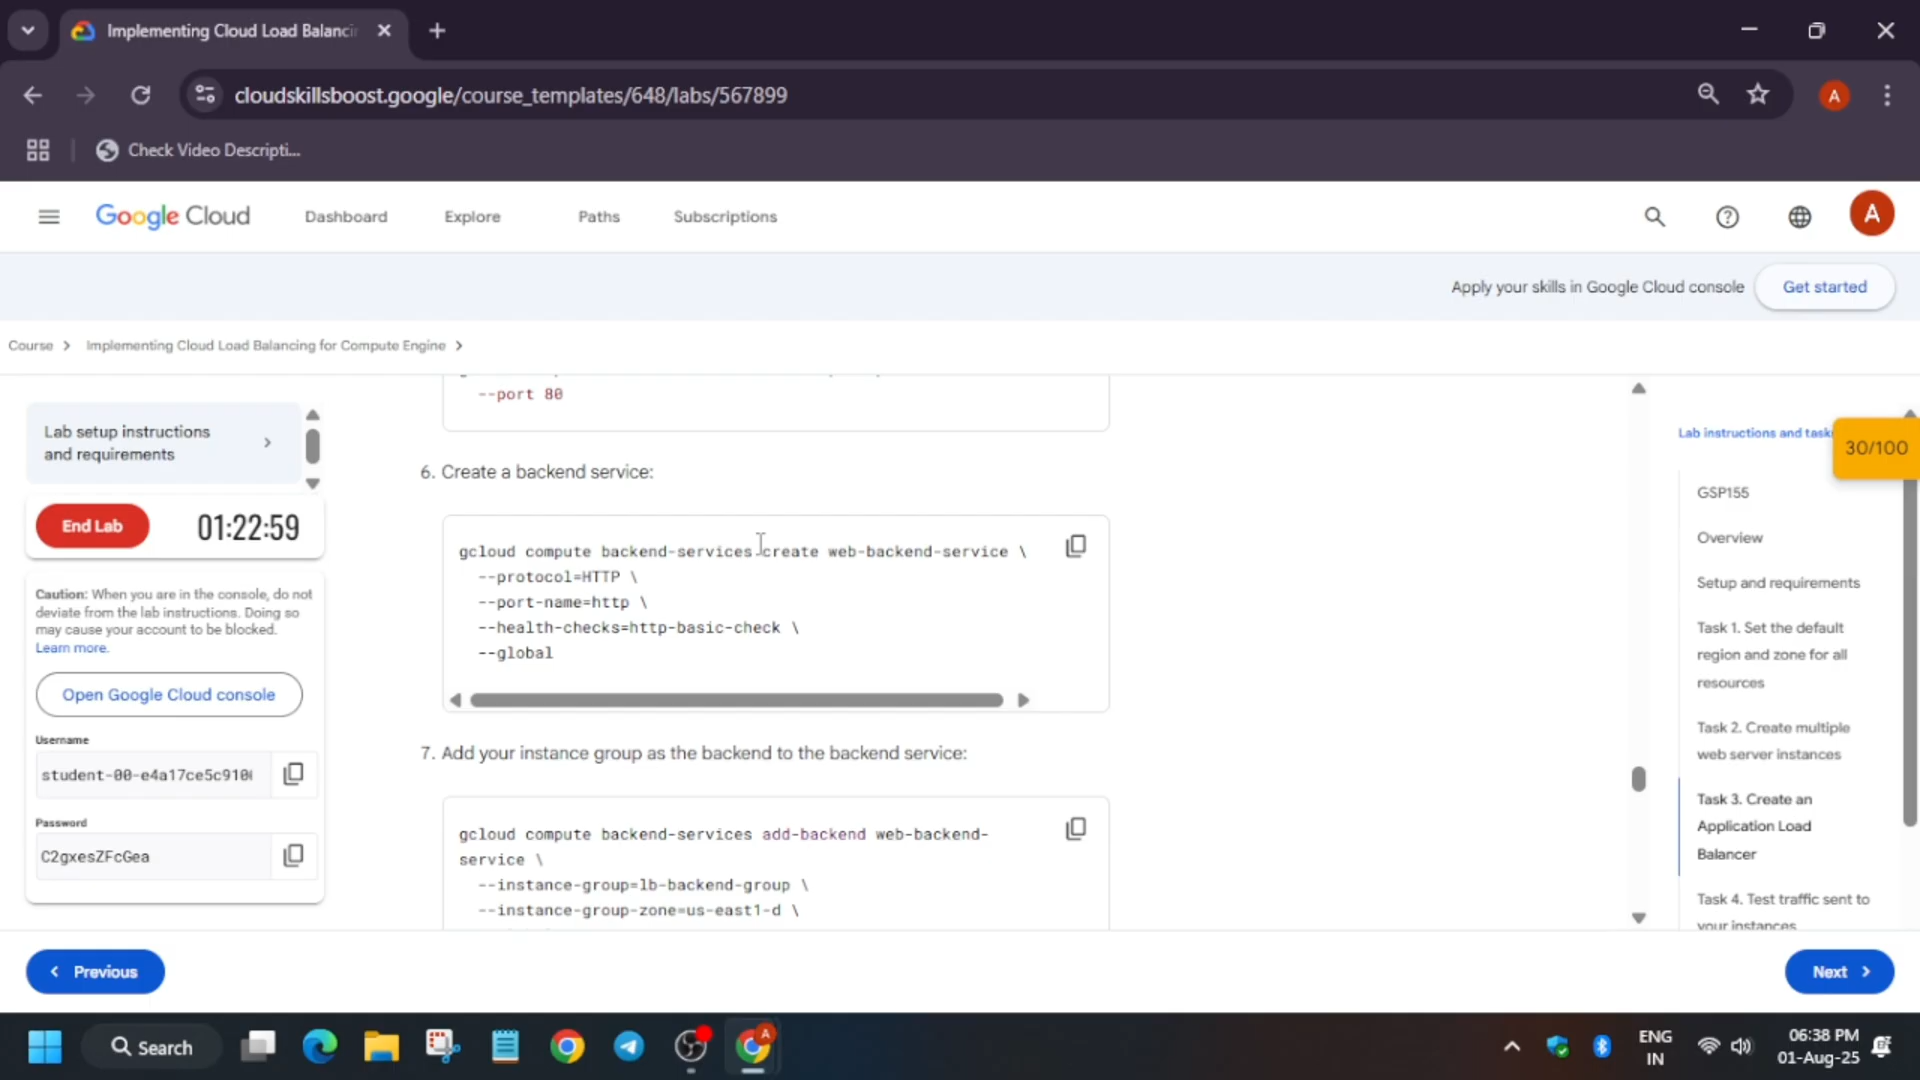 Implementing Cloud Load Balancin
cloudskillsboost.google/course_templates/648/labs/567899
A
Check Video Descripti...
Google Cloud
Dashboard
Explore
Paths
Subscriptions
A
Apply your skills in Google Cloud console
Get started
Course
Implementing Cloud Load Balancing for Compute Engine
Lab setup instructions
and requirements
End Lab
01:22:59
Caution: When you are in the console, do not
deviate from the lab instructions. Doing so
may cause your account to be blocked.
Learn more.
Open Google Cloud console
Username
student-00-e4a17ce5c910
Password
C2gxesZFcGea
--port 80
6. Create a backend service:
gcloud compute backend-services create web-backend-service \
--protocol=HTTP \
--port-name=http \
--health-checks=http-basic-check \
--global
7. Add your instance group as the backend to the backend service:
gcloud compute backend-services add-backend web-backend-
service \
--instance-group=lb-backend-group \
--instance-group-zone=us-east1-d \
Lab instructions and task
30/100
GSP155
Overview
Setup and requirements
Task 1. Set the default
region and zone for all
resources
Task 2. Create multiple
web server instances
Task 3. Create an
Application Load
Balancer
Task 4. Test traffic sent to
your instances
Previous
Next
Search
A
ENG
IN
06:38 PM
01-Aug-25